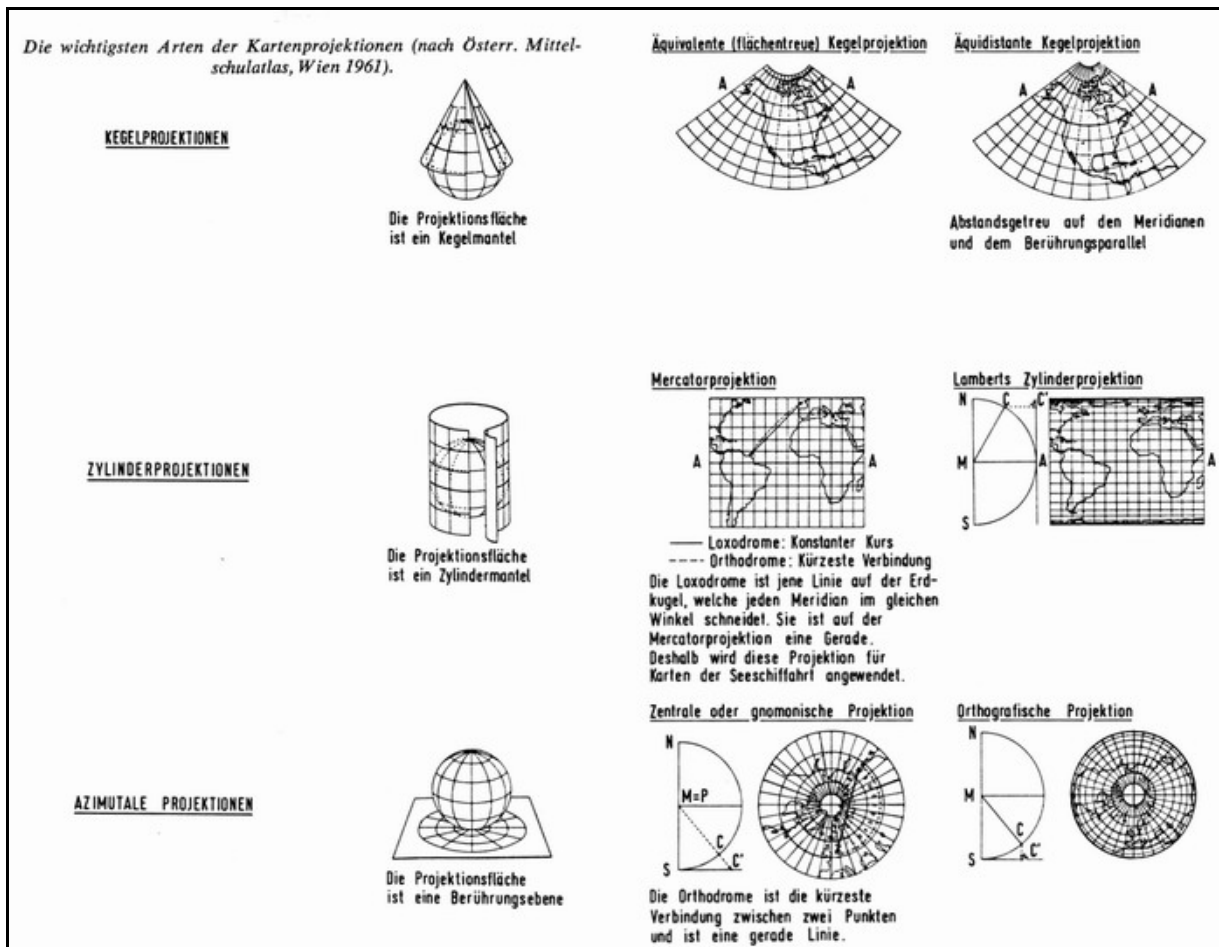 Die wichtigsten Arten der Kartenprojektionen (nach Österr. Mittel-
schulatlas, Wien 1961).
KEGELPROJEKTIONEN
Die Projektionsfläche
ist ein Kegelmantel
Äquivalente (flächentreue) Kegelprojektion
A A
Äquidistante Kegelprojektion
A A
Abstandsgetreu auf den Meridianen
und dem Berührungsparallel
ZYLINDERPROJEKTIONEN
Die Projektionsfläche
ist ein Zylindermantel
Mercatorprojektion
A A
Loxodrome: Konstanter Kurs
Orthodrome: Kürzeste Verbindung
Die Loxodrome ist jene Linie auf der Erd-
kugel, welche jeden Meridian im gleichen
Winkel schneidet. Sie ist auf der
Mercatorprojektion eine Gerade.
Deshalb wird diese Projektion für
Karten der Seeschiffahrt angewendet.
Lamberts Zylinderprojektion
N C C'
M A A
S
AZIMUTALE PROJEKTIONEN
Die Projektionsfläche
ist eine Berührungsebene
Zentrale oder gnomonische Projektion
N
M=P
C
S C'
Die Orthodrome ist die kürzeste
Verbindung zwischen zwei Punkten
und ist eine gerade Linie.
Orthografische Projektion
N
M
C
S C'